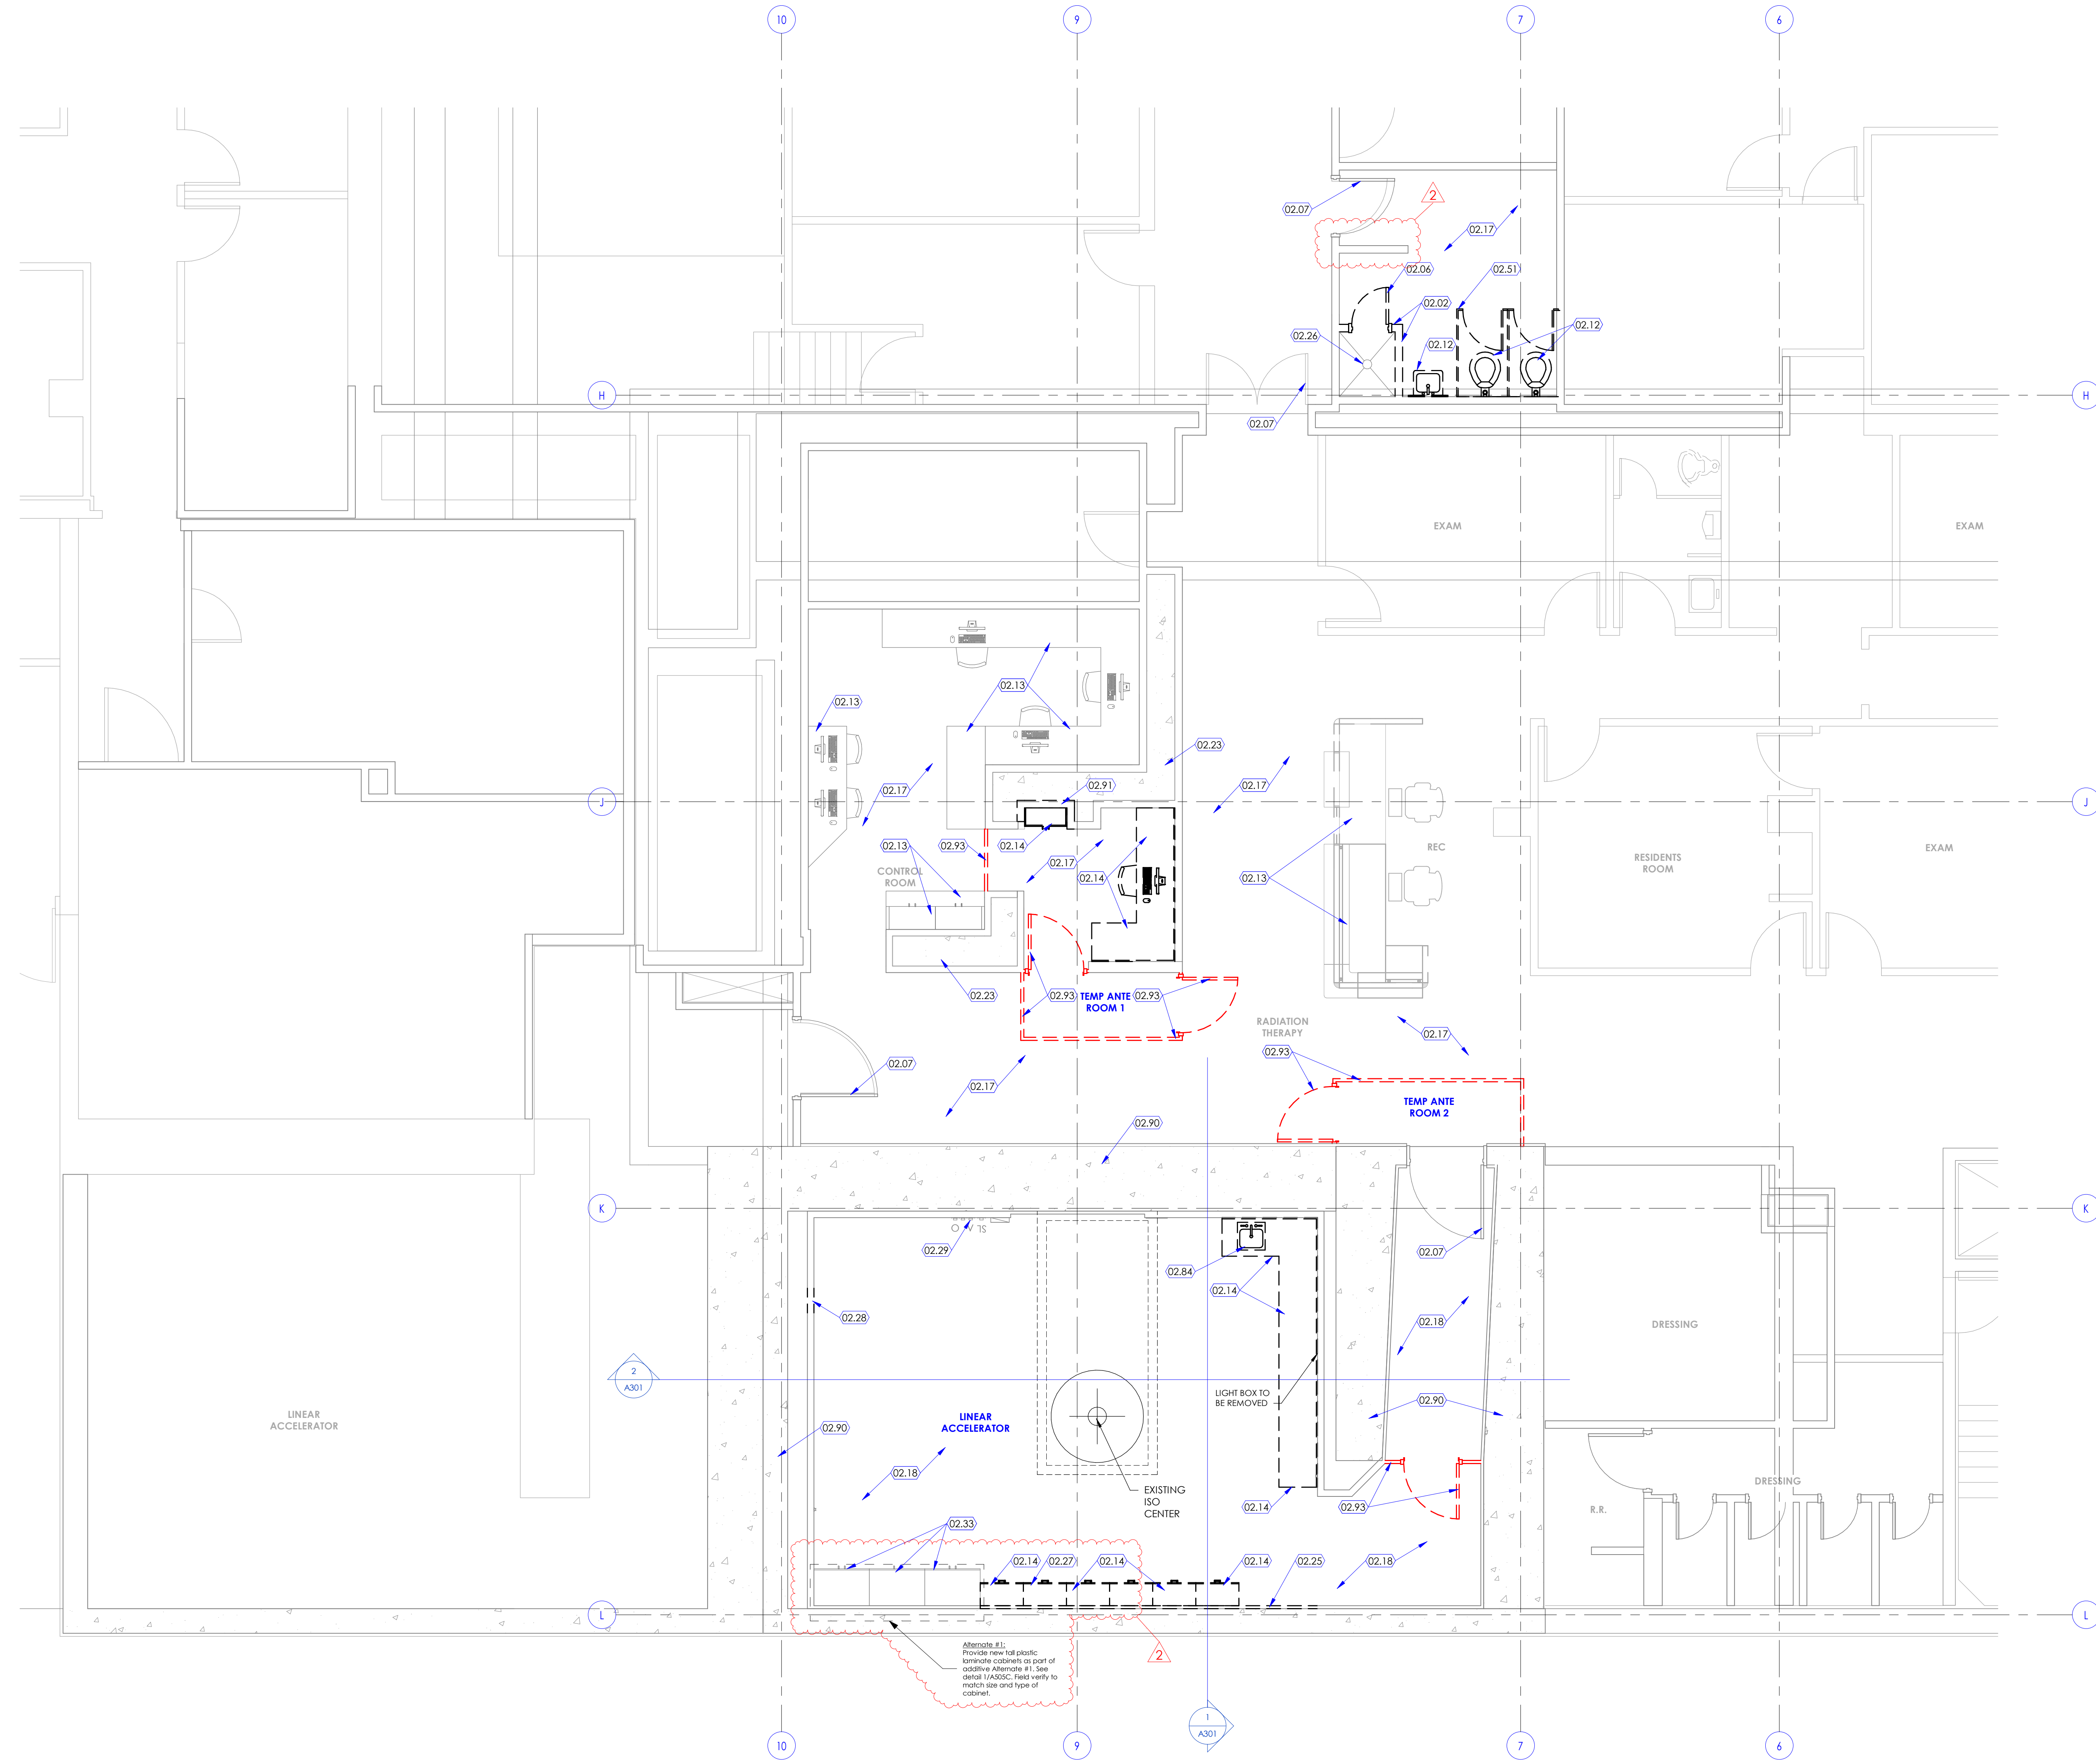 10
9
7
6
02.07
2
02.17
02.06
02.51
02.02
02.12
02.26
02.12
H
H
02.07
EXAM
EXAM
02.13
02.13
02.23
02.17
02.91
02.17
J
J
02.13
02.93
02.14
02.17
REC
EXAM
RESIDENTS
ROOM
CONTROL
ROOM
02.14
02.13
02.23
02.93
TEMP ANTE
ROOM 1
02.93
RADIATION
THERAPY
02.17
02.93
02.07
02.17
TEMP ANTE
ROOM 2
02.90
K
K
02.29
02.07
02.84
02.14
02.28
02.18
DRESSING
2
A301
LIGHT BOX TO
BE REMOVED
02.90
LINEAR
ACCELERATOR
LINEAR
ACCELERATOR
02.90
02.18
DRESSING
EXISTING
ISO
CENTER
02.14
02.93
R.R.
02.33
02.14
02.27
02.14
02.14
02.25
02.18
L
L
Alternate #1:
Provide new tall plastic
laminate cabinets as part of
additive Alternate #1. See
detail 1/A505C. Field verify to
match size and type of
cabinet.
2
1
A301
10
9
7
6